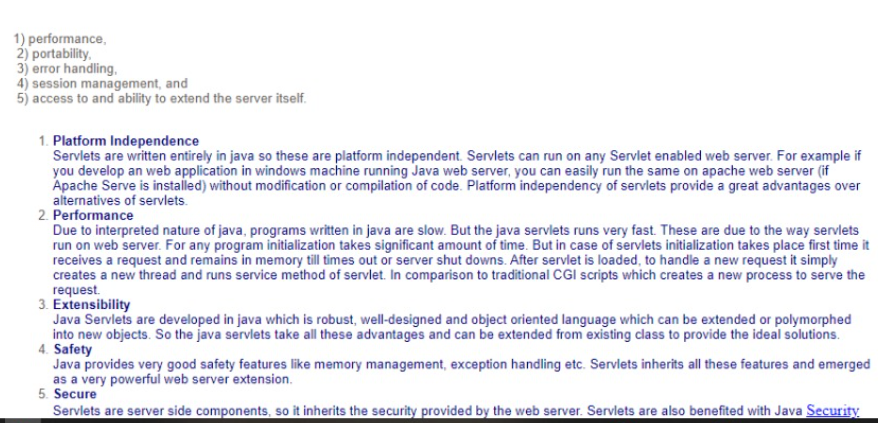 1) performance,
2) portability,
3) error handling,
4) session management, and
5) access to and ability to extend the server itself.
1. Platform Independence
Servlets are written entirely in java so these are platform independent. Servlets can run on any Servlet enabled web server. For example if
you develop an web application in windows machine running Java web server, you can easily run the same on apache web server (if
Apache Serve is installed) without modification or compilation of code. Platform independency of servlets provide a great advantages over
alternatives of servlets.
2. Performance
Due to interpreted nature of java, programs written in java are slow. But the java servlets runs very fast. These are due to the way servlets
run on web server. For any program initialization takes significant amount of time. But in case of servlets initialization takes place first time it
receives a request and remains in memory till times out or server shut downs. After servlet is loaded, to handle a new request it simply
creates a new thread and runs service method of servlet. In comparison to traditional CGI scripts which creates a new process to serve the
request.
3. Extensibility
Java Servlets are developed in java which is robust, well-designed and object oriented language which can be extended or polymorphed
into new objects. So the java servlets take all these advantages and can be extended from existing class to provide the ideal solutions.
4. Safety
Java provides very good safety features like memory management, exception handling etc. Servlets inherits all these features and emerged
as a very powerful web server extension.
5. Secure
Servlets are server side components, so it inherits the security provided by the web server. Servlets are also benefited with Java Security